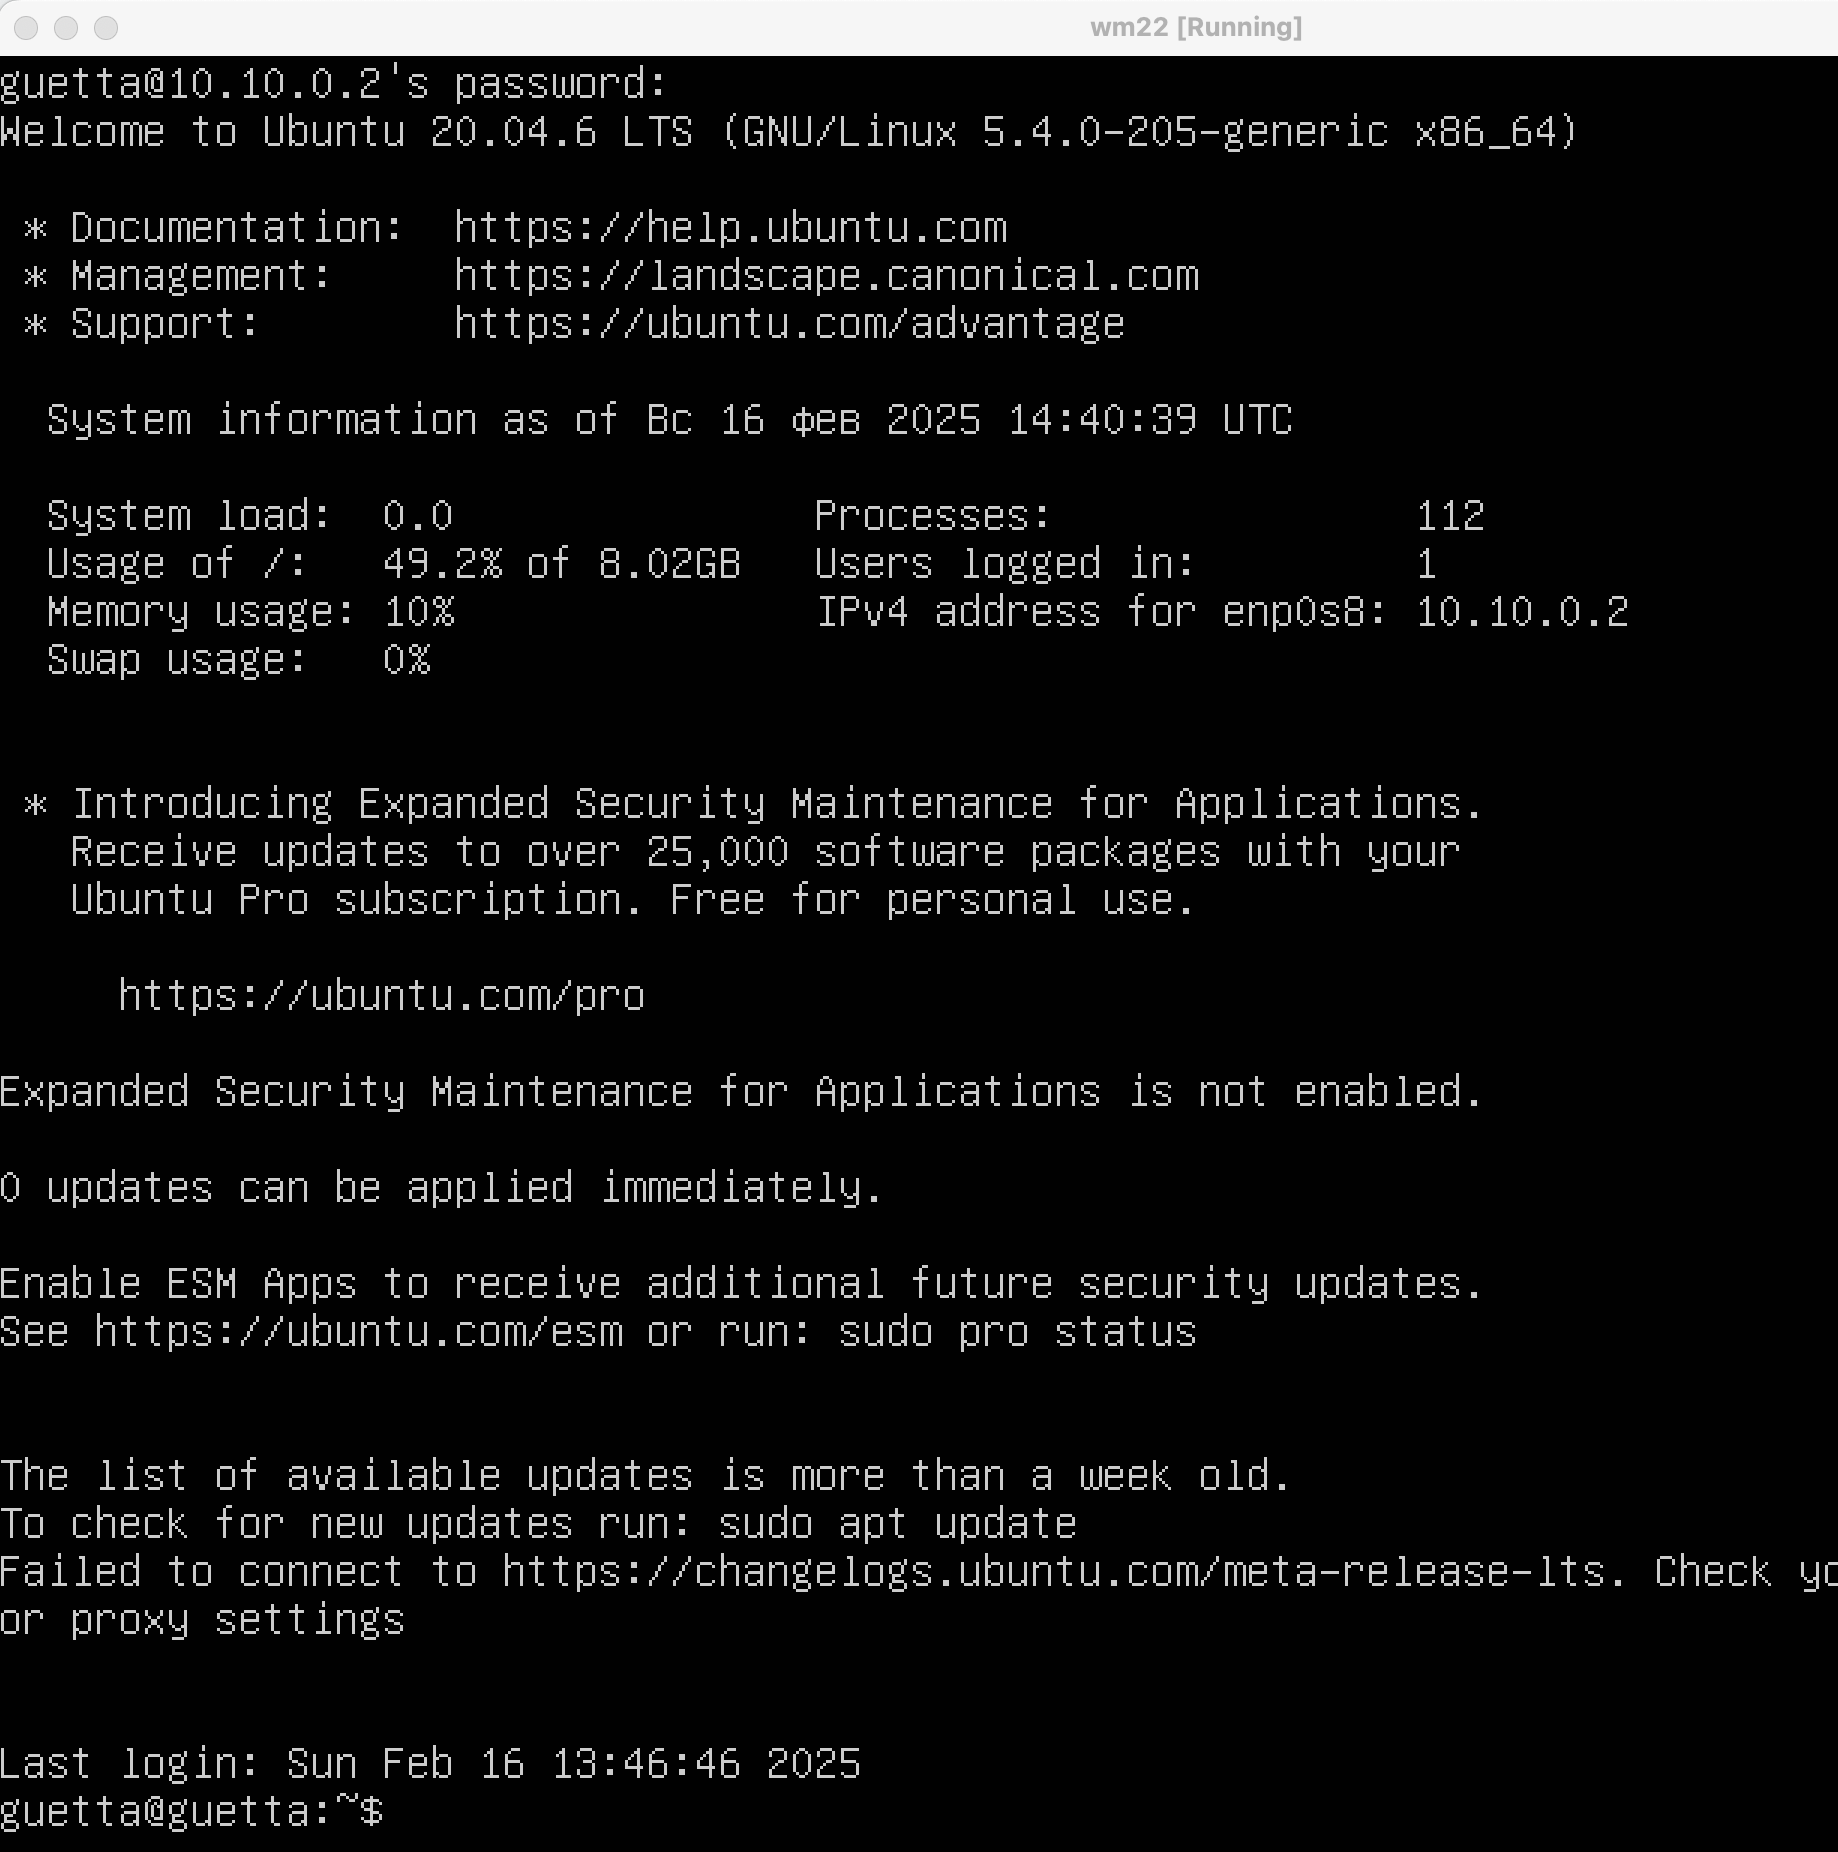 wm22 [Running]
guetta@10.10.0.2's password:
Welcome to Ubuntu 20.04.6 LTS (GNU/Linux 5.4.0-205-generic x86_64)
* Documentation:  https://help.ubuntu.com
* Management:     https://landscape.canonical.com
* Support:        https://ubuntu.com/advantage
System information as of Вс 16 фев 2025 14:40:39 UTC
System load:  0.0               Processes:               112
Usage of /:   49.2% of 8.02GB   Users logged in:         1
Memory usage: 10%               IPv4 address for enp0s8: 10.10.0.2
Swap usage:   0%
* Introducing Expanded Security Maintenance for Applications.
Receive updates to over 25,000 software packages with your
Ubuntu Pro subscription. Free for personal use.
https://ubuntu.com/pro
Expanded Security Maintenance for Applications is not enabled.
0 updates can be applied immediately.
Enable ESM Apps to receive additional future security updates.
See https://ubuntu.com/esm or run: sudo pro status
The list of available updates is more than a week old.
To check for new updates run: sudo apt update
Failed to connect to https://changelogs.ubuntu.com/meta-release-lts. Check yo
or proxy settings
Last login: Sun Feb 16 13:46:46 2025
guetta@guetta:~$